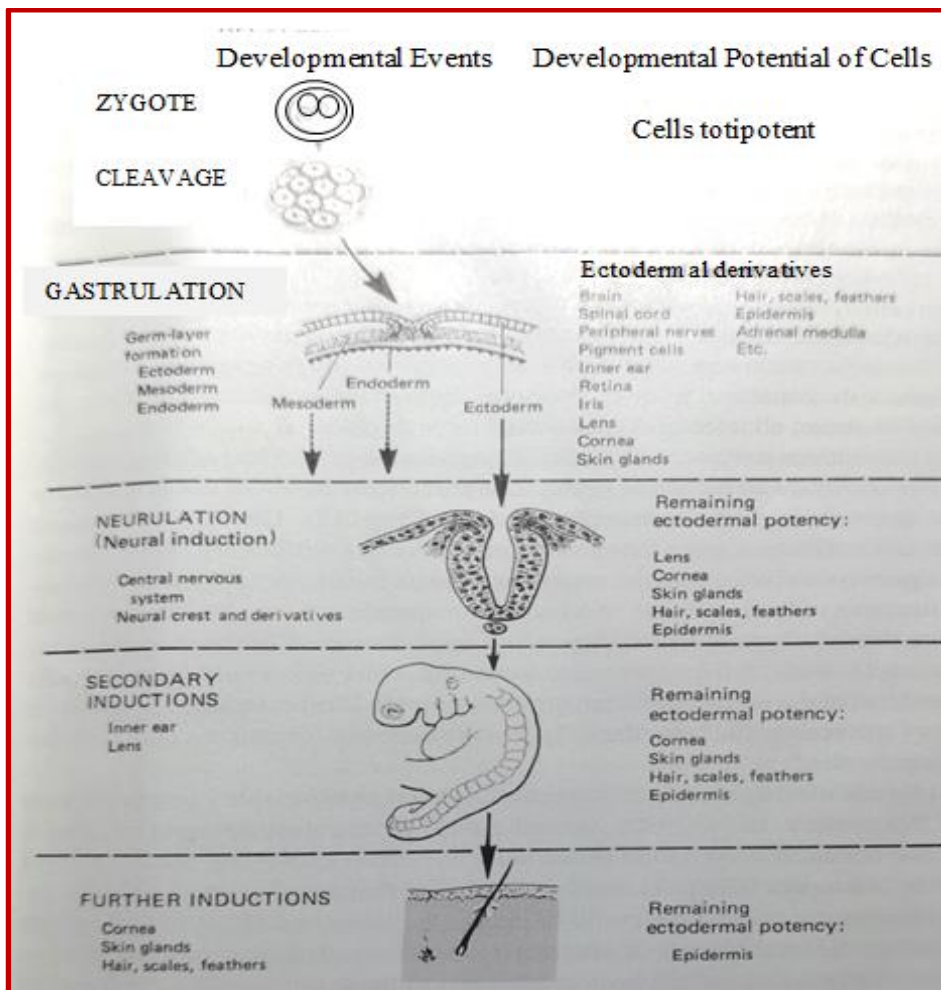 Developmental Events
Developmental Potential of Cells
ZYGOTE
Cells totipotent
CLEAVAGE
GASTRULATION
Germ-layer
formation
Ectoderm
Mesoderm
Endoderm
Mesoderm
Endoderm
Ectoderm
Ectodermal derivatives
Brain
Spinal cord
Peripheral nerves
Pigment cells
Inner ear
Retina
Iris
Lens
Cornea
Skin glands
Hair, scales, feathers
Epidermis
Adrenal medulla
Etc.
NEURULATION
(Neural induction)
Central nervous
system
Neural crest and derivatives
Remaining
ectodermal potency:
Lens
Cornea
Skin glands
Hair, scales, feathers
Epidermis
SECONDARY
INDUCTIONS
Inner ear
Lens
Remaining
ectodermal potency:
Cornea
Skin glands
Hair, scales, feathers
Epidermis
FURTHER INDUCTIONS
Cornea
Skin glands
Hair, scales, feathers
Remaining
ectodermal potency:
Epidermis